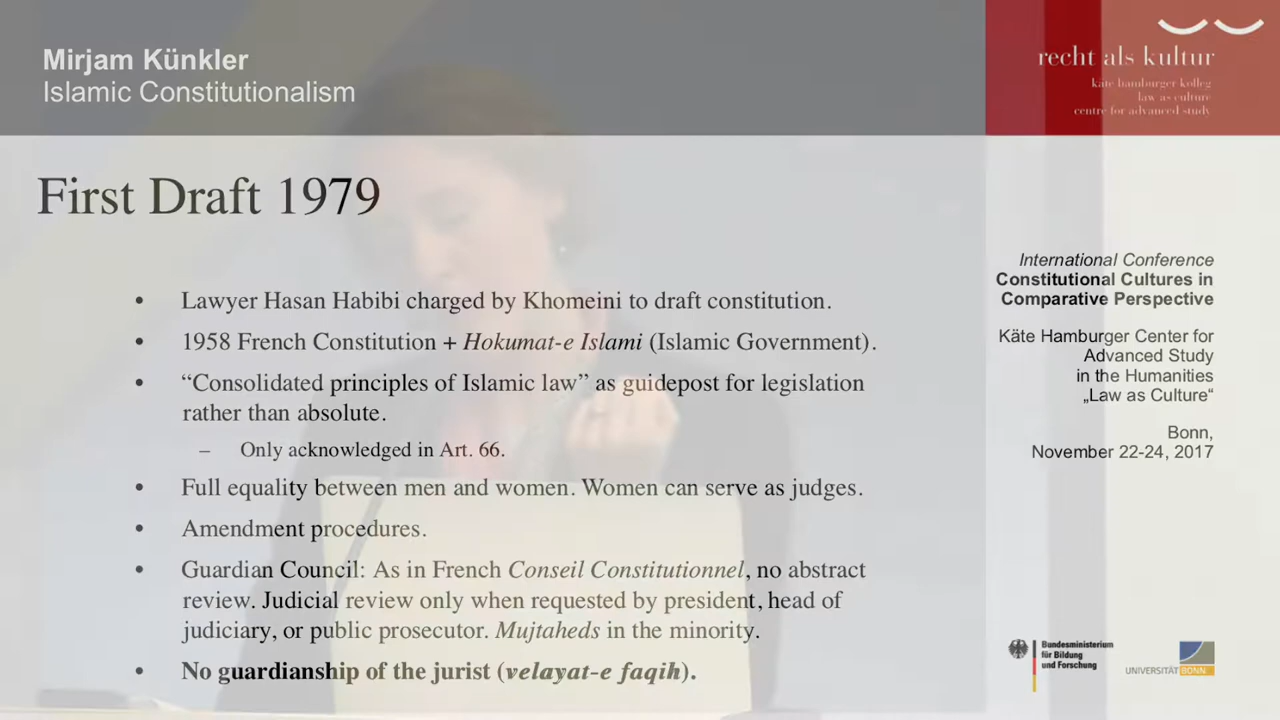 Mirjam Künkler
Islamic Constitutionalism
recht als kultur
käte hamburger kolleg
law as culture
centre for advanced study
First Draft 1979
• Lawyer Hasan Habibi charged by Khomeini to draft constitution.
• 1958 French Constitution + Hokumat-e Islami (Islamic Government).
• “Consolidated principles of Islamic law” as guidepost for legislation
rather than absolute.
– Only acknowledged in Art. 66.
• Full equality between men and women. Women can serve as judges.
• Amendment procedures.
• Guardian Council: As in French Conseil Constitutionnel, no abstract
review. Judicial review only when requested by president, head of
judiciary, or public prosecutor. Mujtaheds in the minority.
• No guardianship of the jurist (velayat-e faqih).
International Conference
Constitutional Cultures in
Comparative Perspective
Käte Hamburger Center for
Advanced Study
in the Humanities
„Law as Culture“
Bonn,
November 22-24, 2017
Bundesministerium
für Bildung
und Forschung
UNIVERSITÄT BONN